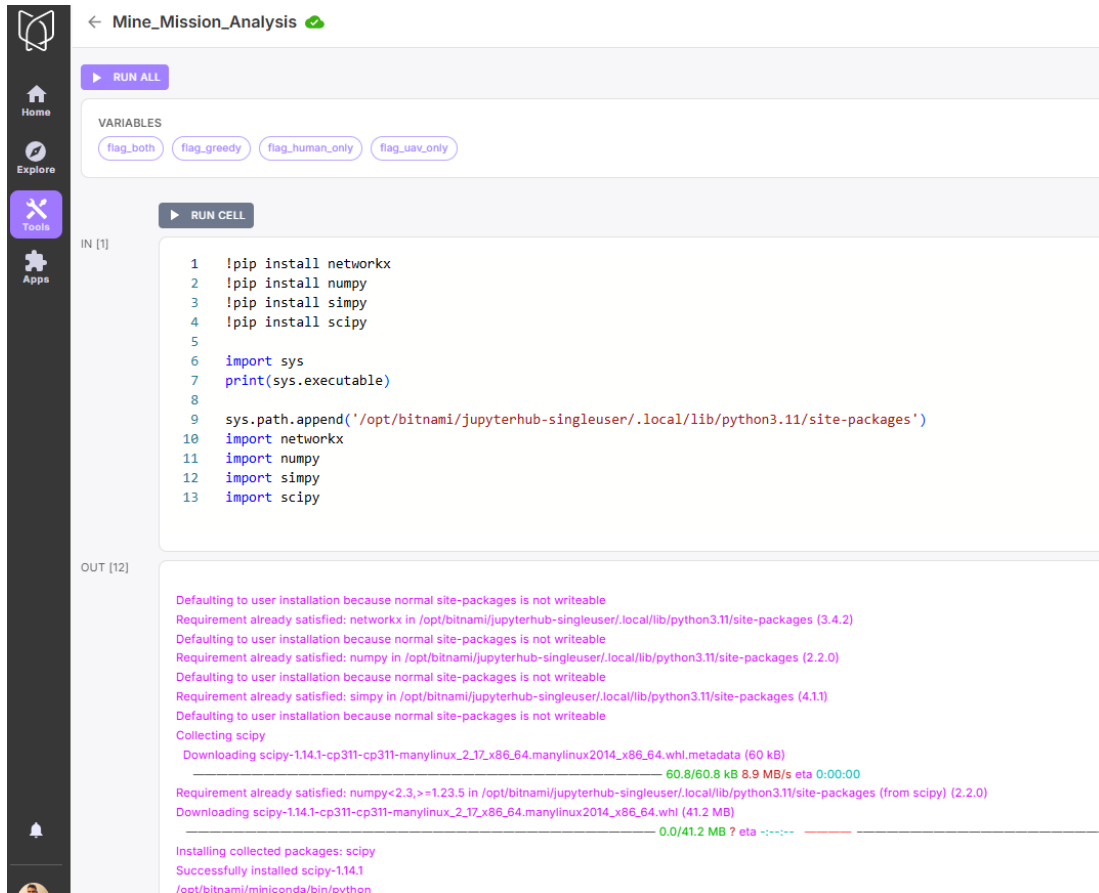 Mine_Mission_Analysis
RUN ALL
Home
VARIABLES
flag_both flag_greedy flag_human_only flag_uav_only
Explore
Tools
Apps
RUN CELL
IN [1]
1 !pip install networkx
2 !pip install numpy
3 !pip install simpy
4 !pip install scipy
5
6 import sys
7 print(sys.executable)
8
9 sys.path.append('/opt/bitnami/jupyterhub-singleuser/.local/lib/python3.11/site-packages')
10 import networkx
11 import numpy
12 import simpy
13 import scipy
OUT [12]
Defaulting to user installation because normal site-packages is not writeable
Requirement already satisfied: networkx in /opt/bitnami/jupyterhub-singleuser/.local/lib/python3.11/site-packages (3.4.2)
Defaulting to user installation because normal site-packages is not writeable
Requirement already satisfied: numpy in /opt/bitnami/jupyterhub-singleuser/.local/lib/python3.11/site-packages (2.2.0)
Defaulting to user installation because normal site-packages is not writeable
Requirement already satisfied: simpy in /opt/bitnami/jupyterhub-singleuser/.local/lib/python3.11/site-packages (4.1.1)
Defaulting to user installation because normal site-packages is not writeable
Collecting scipy
Downloading scipy-1.14.1-cp311-cp311-manylinux_2_17_x86_64.manylinux2014_x86_64.whl.metadata (60 kB)
60.8/60.8 kB 8.9 MB/s eta 0:00:00
Requirement already satisfied: numpy<2.3,>=1.23.5 in /opt/bitnami/jupyterhub-singleuser/.local/lib/python3.11/site-packages (from scipy) (2.2.0)
Downloading scipy-1.14.1-cp311-cp311-manylinux_2_17_x86_64.manylinux2014_x86_64.whl (41.2 MB)
0.0/41.2 MB ? eta -:--:--
Installing collected packages: scipy
Successfully installed scipy-1.14.1
/opt/bitnami/miniconda/bin/python